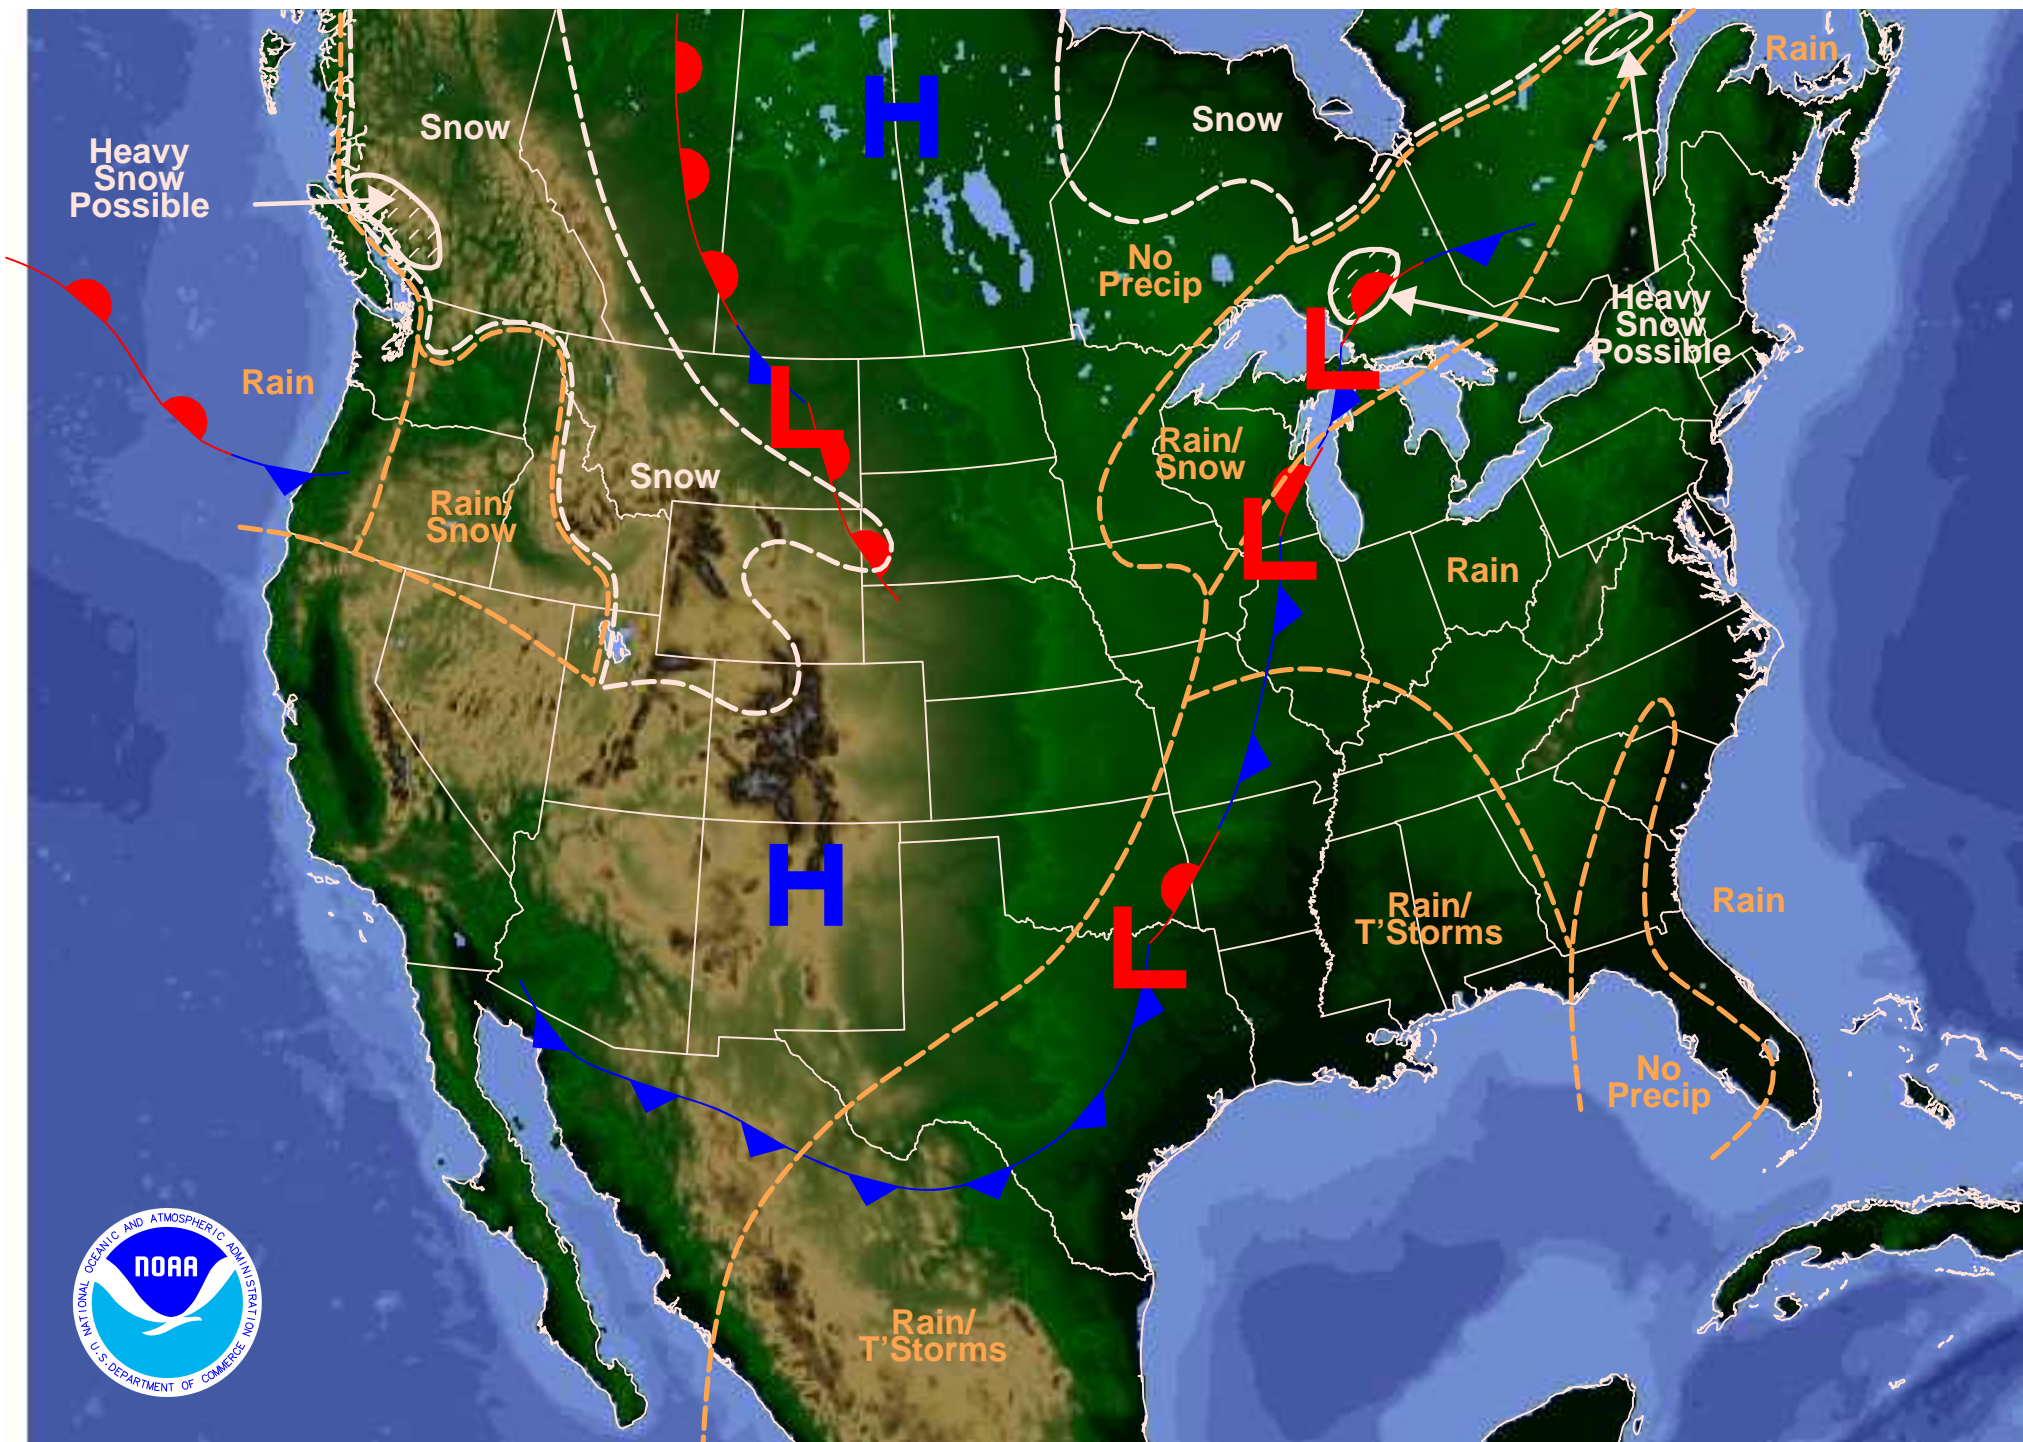 Rain
H
Snow
Snow
Heavy
Snow
Possible
No
Precip
Heavy
Snow
Possible
L
Rain
L
Rain/
Snow
Snow
Rain/
Snow
L
Rain
H
Rain/
T'Storms
Rain
L
No
Precip
NOAA
NATIONAL OCEANIC AND ATMOSPHERIC ADMINISTRATION
U.S. DEPARTMENT OF COMMERCE
Rain/
T'Storms